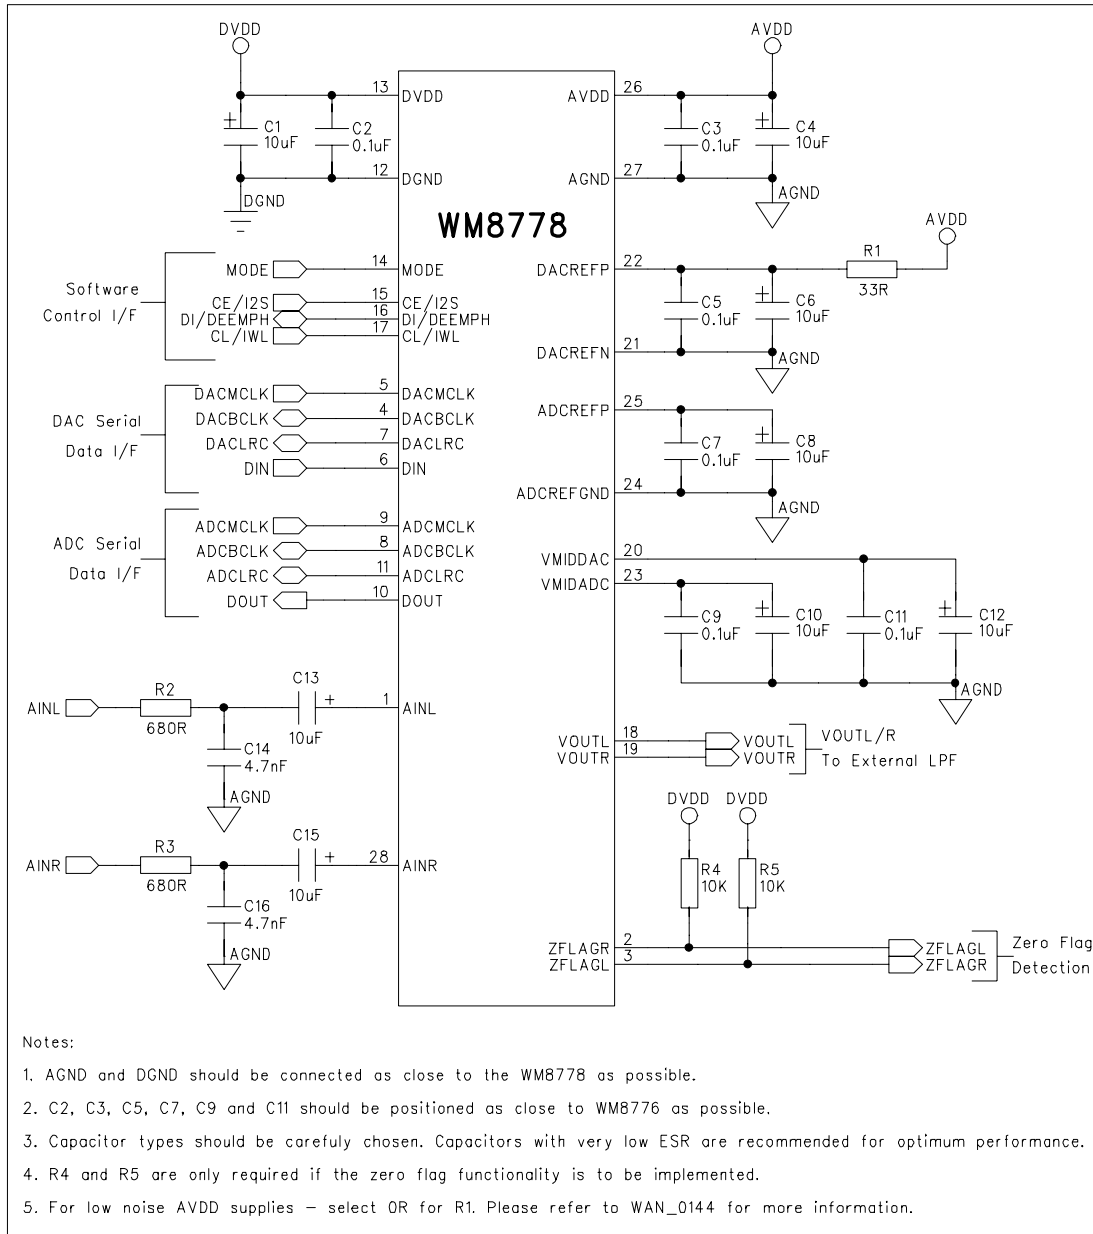 DVDD
AVDD
13 DVDD
AVDD 26
C1
10uF
C2
0.1uF
C3
0.1uF
C4
10uF
12 DGND
AGND 27
DGND
AGND
WM8778
AVDD
Software
Control I/F
MODE 14 MODE
CE/I2S 15 CE/I2S
DI/DEEMPH 16 DI/DEEMPH
CL/IWL 17 CL/IWL
DACREFP 22
R1
33R
C5
0.1uF
C6
10uF
DACREFN 21
AGND
DAC Serial
Data I/F
DACMCLK 5 DACMCLK
DACBCLK 4 DACBCLK
DACLRC 7 DACLRC
DIN 6 DIN
ADCREFP 25
C7
0.1uF
C8
10uF
ADCREFGND 24
AGND
ADC Serial
Data I/F
ADCMCLK 9 ADCMCLK
ADCBCLK 8 ADCBCLK
ADCLRC 11 ADCLRC
DOUT 10 DOUT
VMIDDAC 20
VMIDADC 23
C9
0.1uF
C10
10uF
C11
0.1uF
C12
10uF
AGND
AINL
R2
680R
C13
10uF
1 AINL
C14
4.7nF
AGND
VOUTL 18 VOUTL
VOUTR 19 VOUTR
VOUTL/R
To External LPF
AINR
R3
680R
C15
10uF
28 AINR
C16
4.7nF
AGND
DVDD DVDD
R4
10K
R5
10K
ZFLAGR 2 ZFLAGL
ZFLAGL 3 ZFLAGR
Zero Flag
Detection
Notes:
1. AGND and DGND should be connected as close to the WM8778 as possible.
2. C2, C3, C5, C7, C9 and C11 should be positioned as close to WM8776 as possible.
3. Capacitor types should be carefuly chosen. Capacitors with very low ESR are recommended for optimum performance.
4. R4 and R5 are only required if the zero flag functionality is to be implemented.
5. For low noise AVDD supplies – select 0R for R1. Please refer to WAN_0144 for more information.